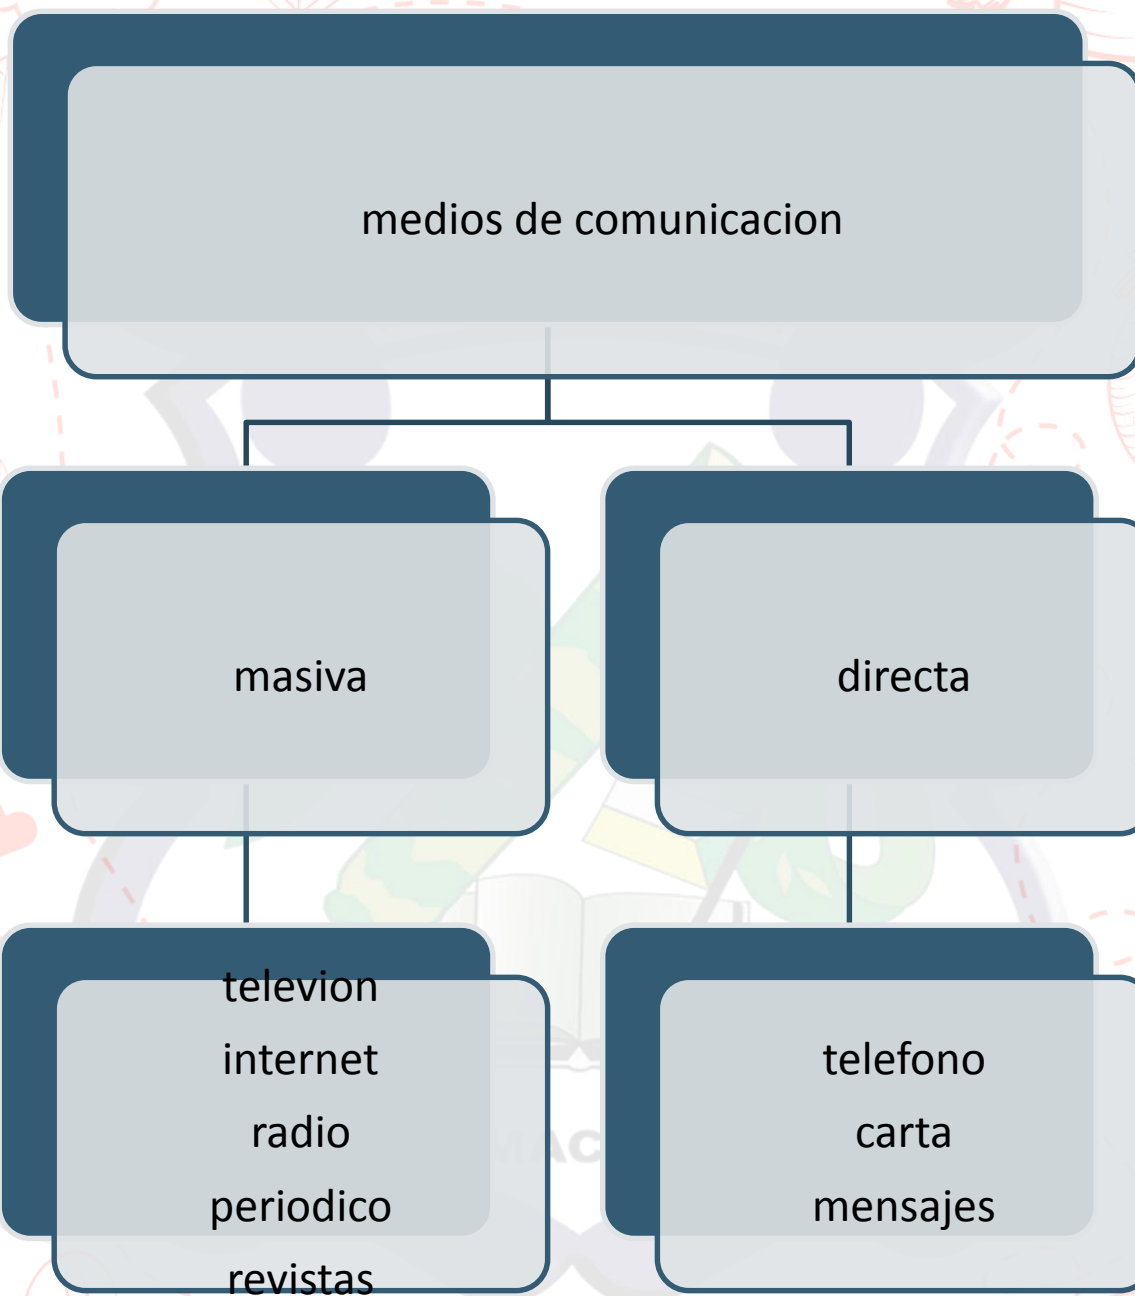 medios de comunicacion
masiva
directa
televion
internet
radio
periodico
revistas
telefono
carta
mensajes